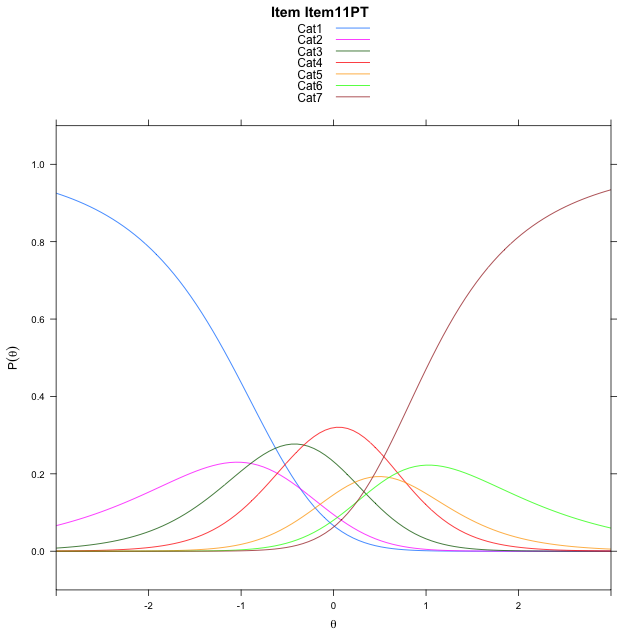 Item Item11PT
Cat1
Cat2
Cat3
Cat4
Cat5
Cat6
Cat7
1.0
0.8
0.6
0.4
0.2
0.0
P(θ)
-2 -1 0 1 2
θ